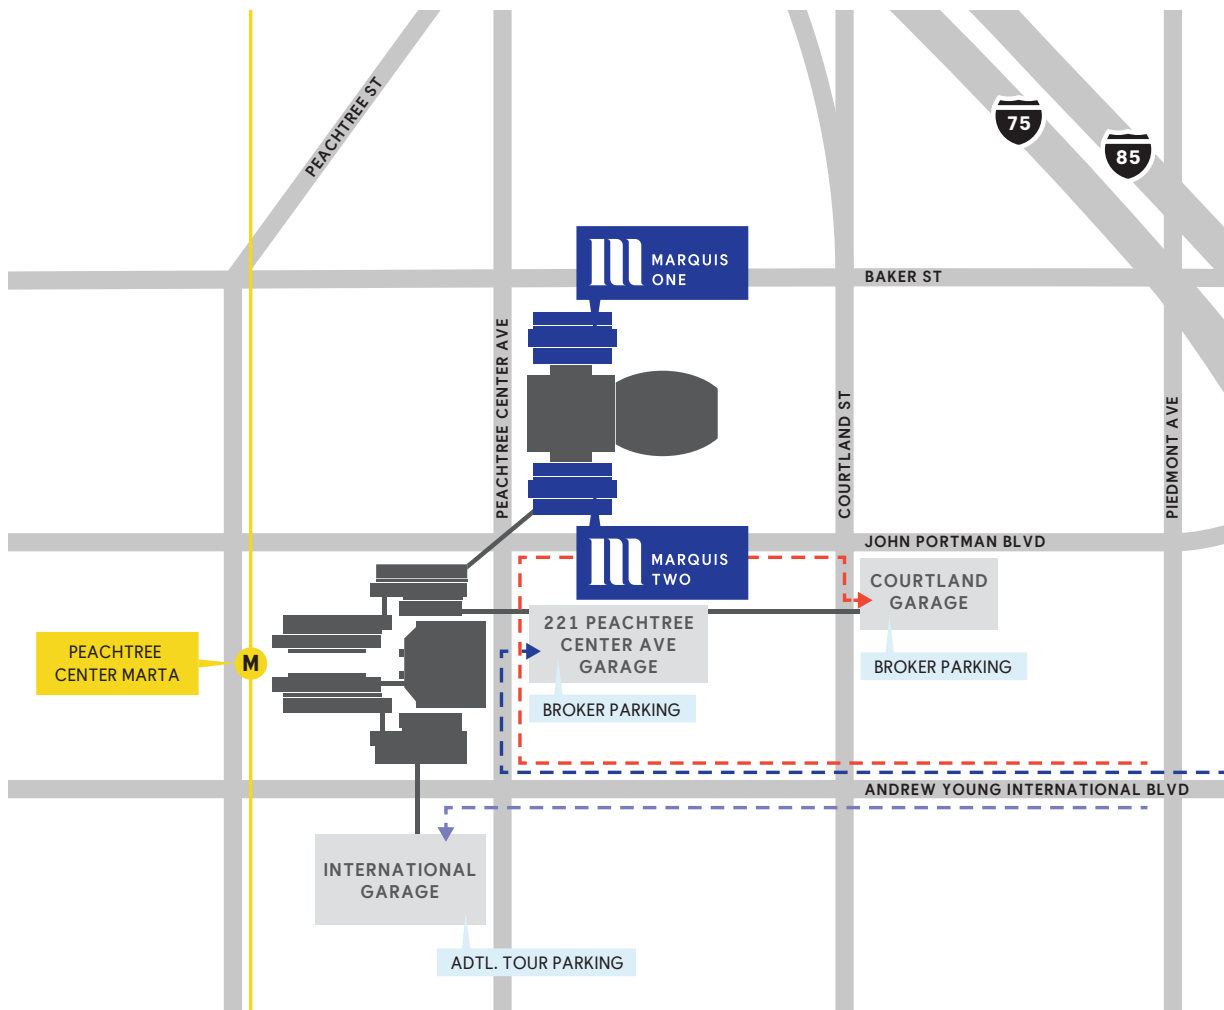 PEACHTREE ST
75
85
MARQUIS
ONE
BAKER ST
PEACHTREE CENTER AVE
COURTLAND ST
PIEDMONT AVE
JOHN PORTMAN BLVD
MARQUIS
TWO
COURTLAND
GARAGE
221 PEACHTREE
CENTER AVE
GARAGE
PEACHTREE
CENTER MARTA
M
BROKER PARKING
BROKER PARKING
ANDREW YOUNG INTERNATIONAL BLVD
INTERNATIONAL
GARAGE
ADTL. TOUR PARKING